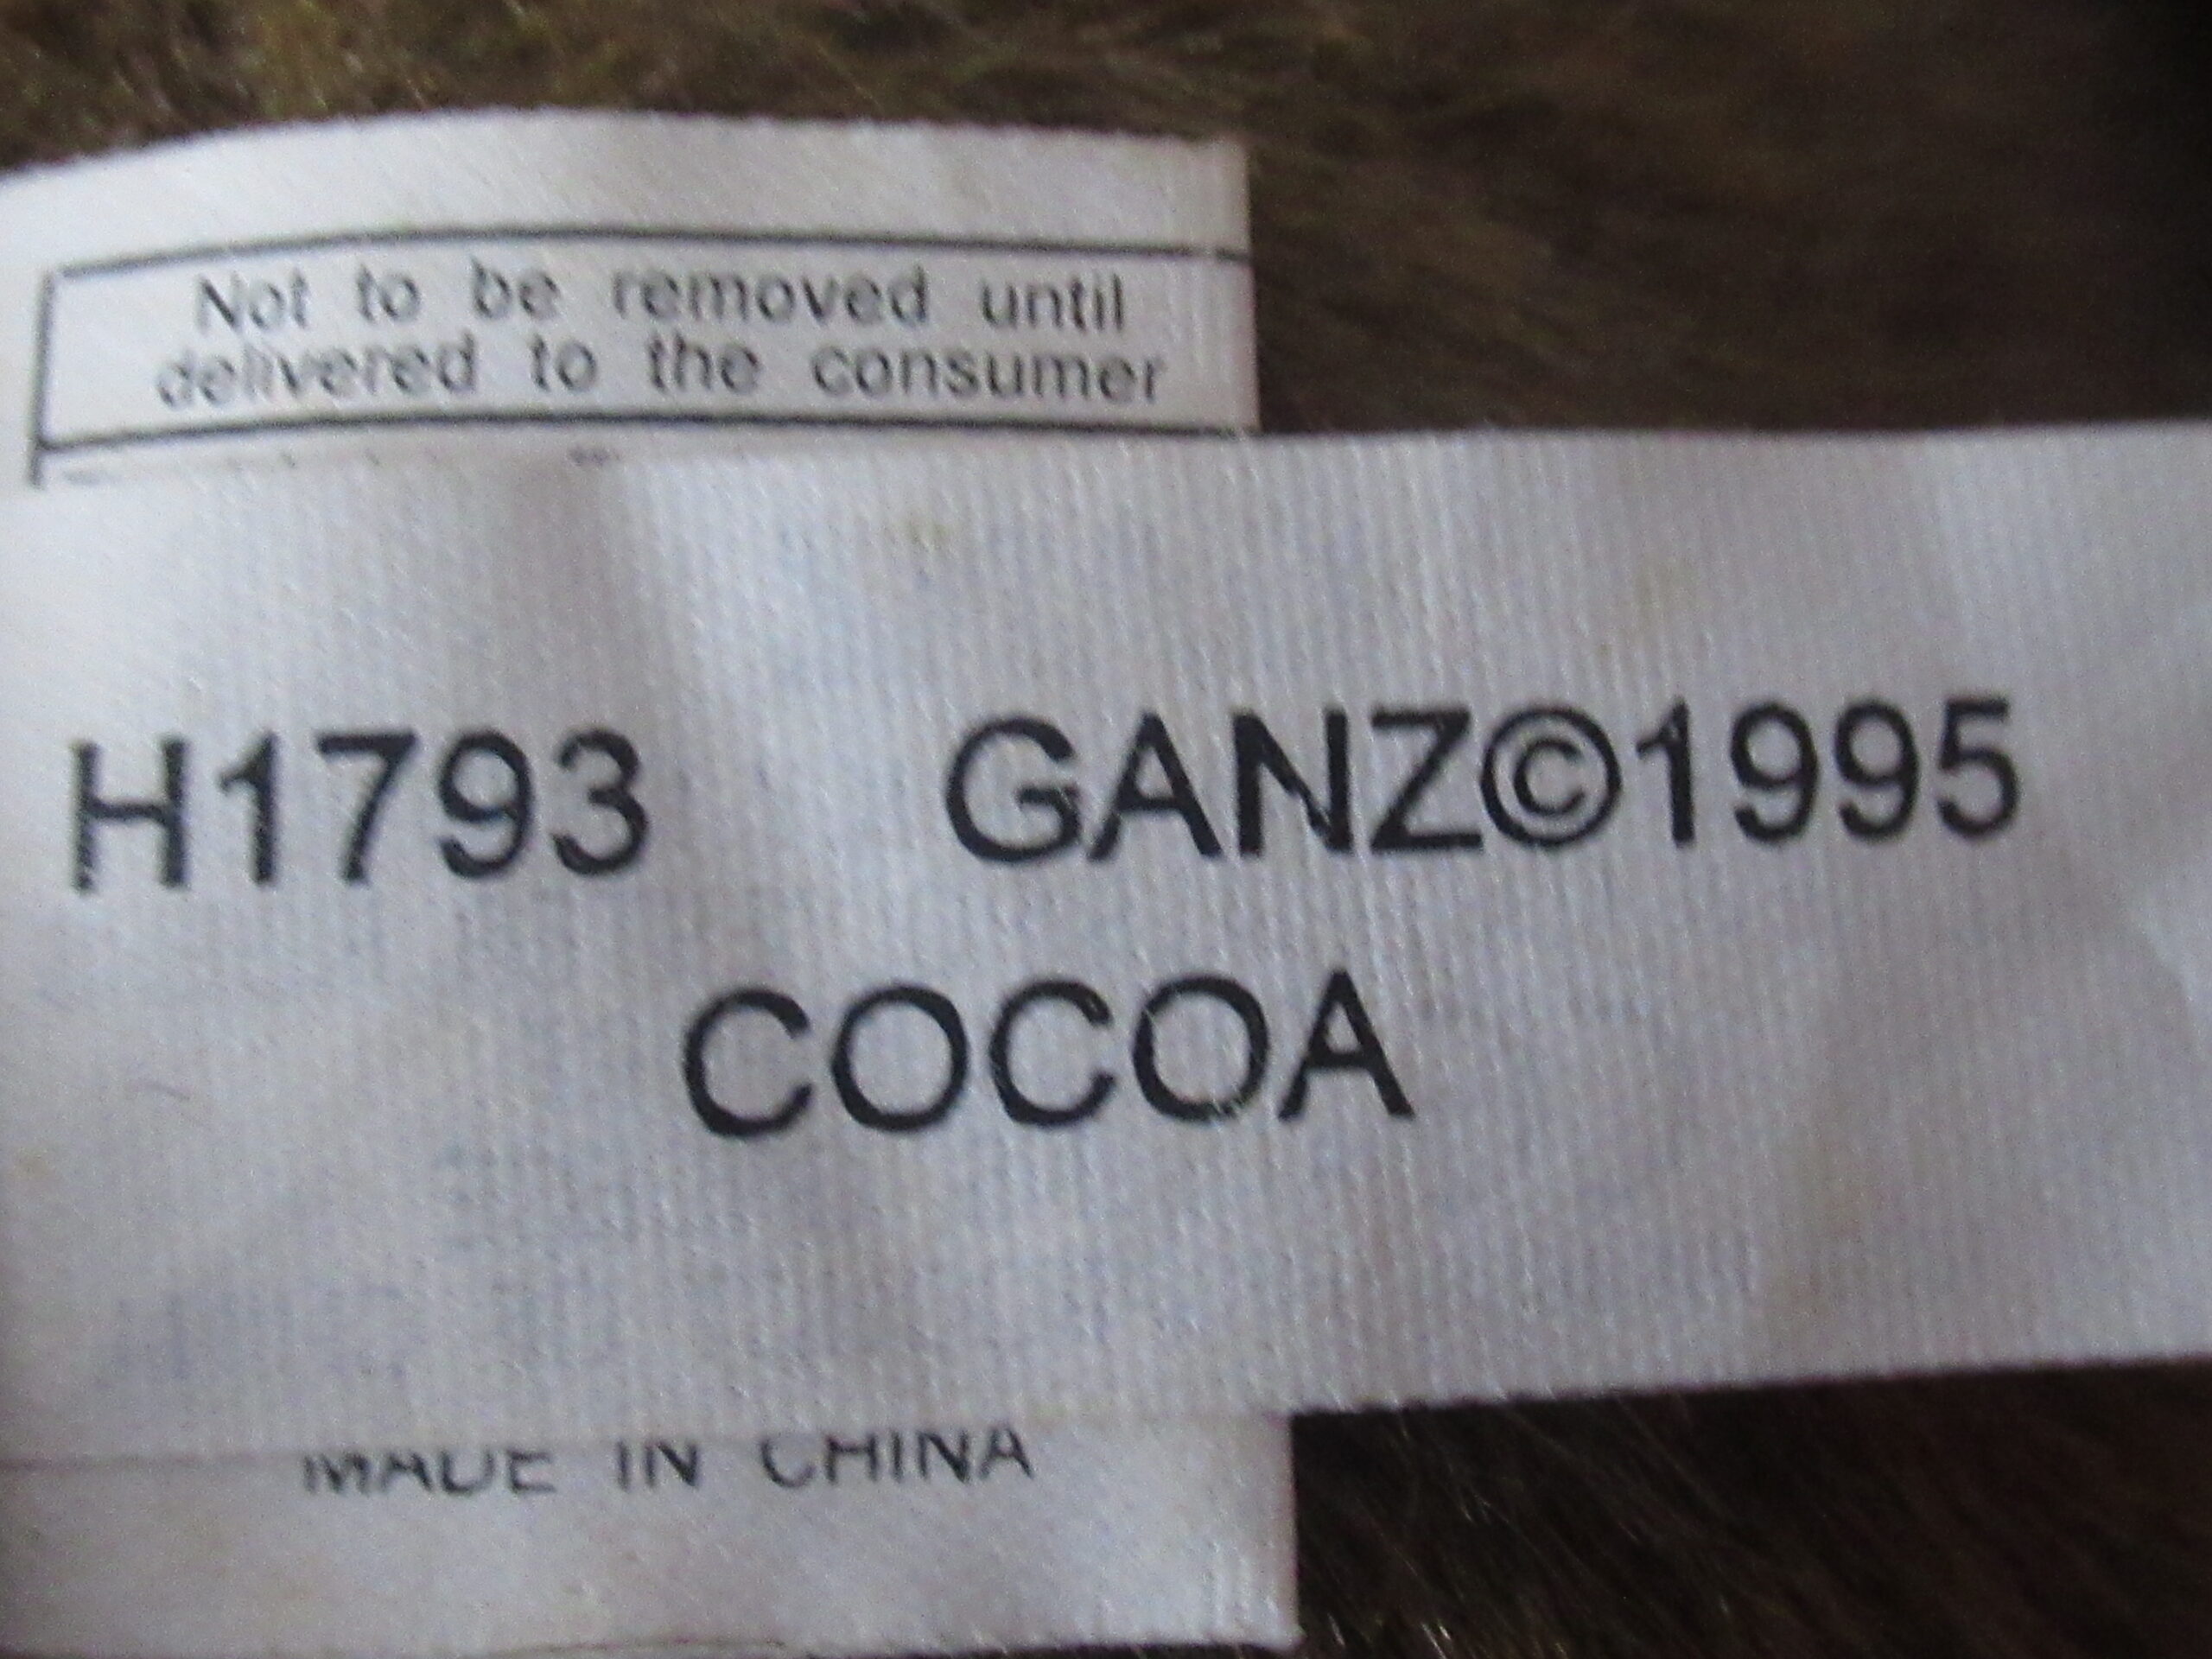 Not to be removed until
delivered to the consumer
H1793 GANZ©1995
COCOA
MADE IN CHINA